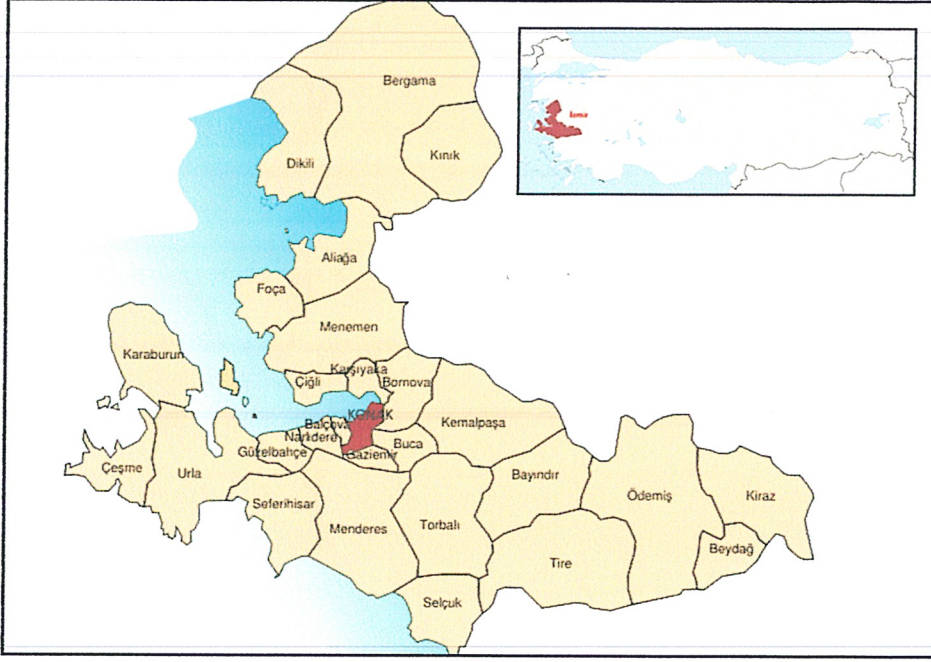 Bergama
İzmir
Dikili
Kınık
Aliağa
Foça
Menemen
Karaburun
Karşıyaka
Çiğli
Bornova
KONAK
Balçova
Kemalpaşa
Narlıdere
Buca
Güzelbahçe
Gaziemir
Çeşme
Urla
Bayındır
Seferihisar
Ödemiş
Kiraz
Menderes
Torbalı
Beydağ
Tire
Selçuk